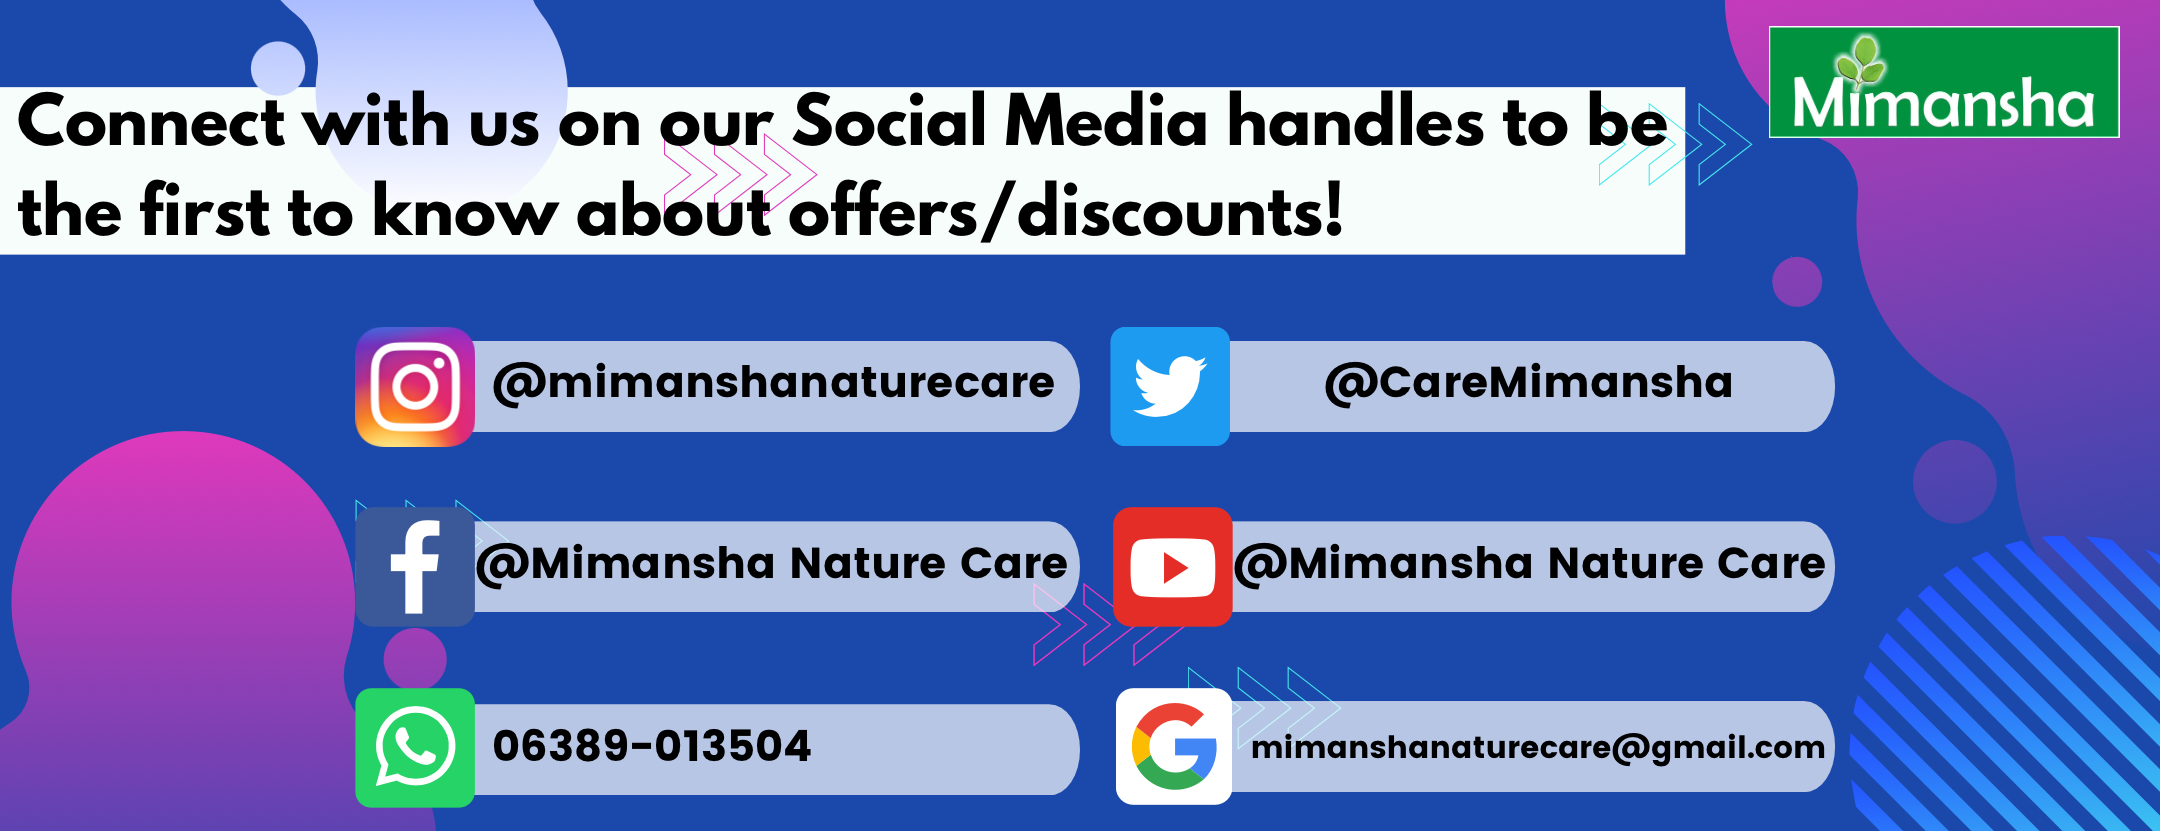 Mimansha
Connect with us on our Social Media handles to be
the first to know about offers/discounts!
@mimanshanaturecare
@CareMimansha
@Mimansha Nature Care
@Mimansha Nature Care
06389-013504
mimanshanaturecare@gmail.com